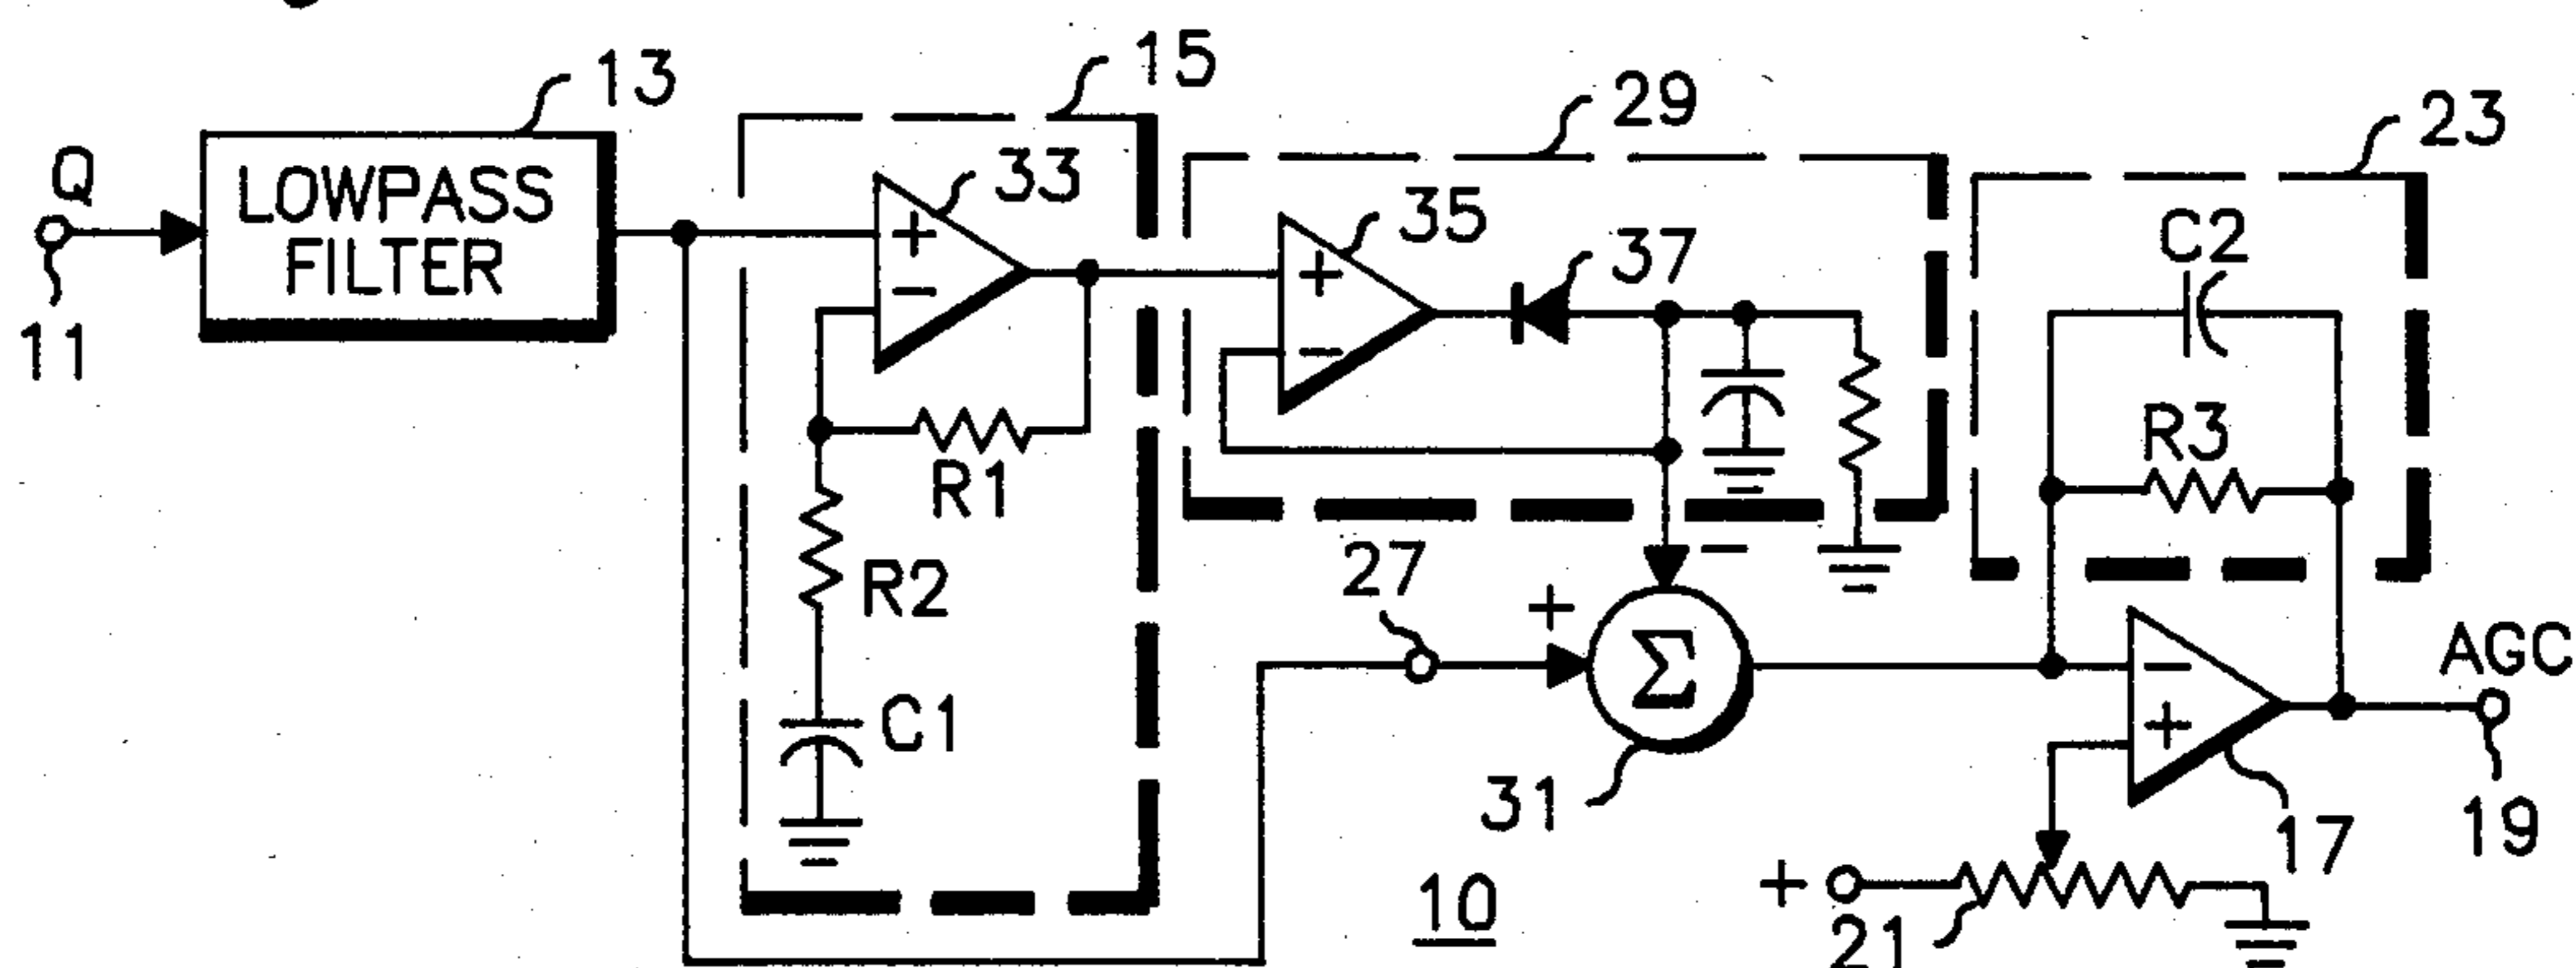 Q
11
LOWPASS
FILTER
13
15
33
+
−
R1
R2
C1
29
35
+
−
37
−
27
+
Σ
31
23
C2
R3
−
+
17
AGC
19
+
21
10